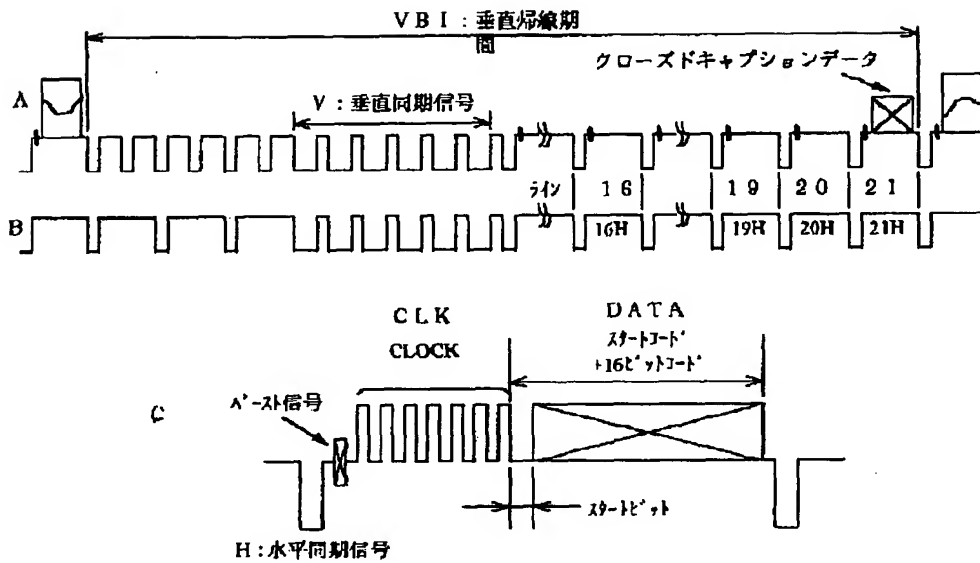 VBI：垂直帰線期
間
クローズドキャプションデータ
A
V：垂直同期信号
ライン 16 19 20 21
B
16H 19H 20H 21H
CLK
CLOCK
DATA
スタートコード
+16ビットコード
C
バースト信号
スタートビット
H：水平同期信号